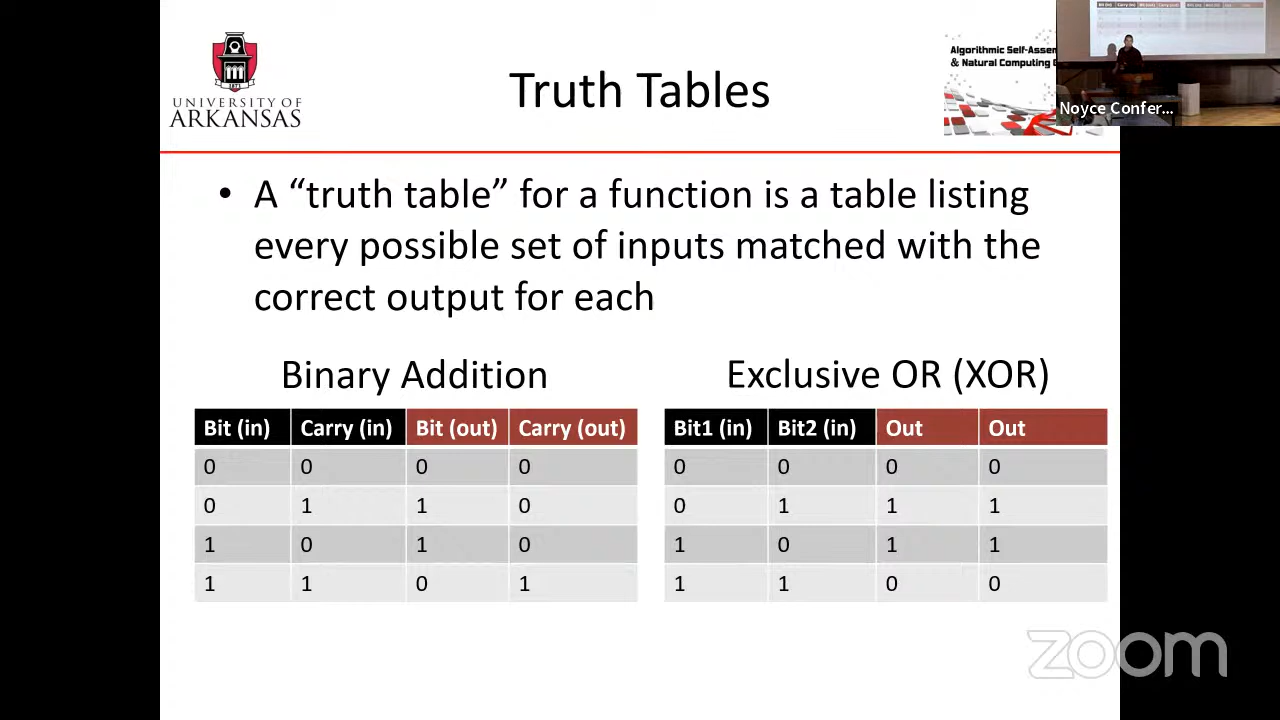 UNIVERSITY OF
ARKANSAS
Truth Tables
Algorithmic Self-Assem
& Natural Computing
Noyce Confer...
• A “truth table” for a function is a table listing
every possible set of inputs matched with the
correct output for each
Binary Addition
Bit (in) Carry (in) Bit (out) Carry (out)
0 0 0 0
0 1 1 0
1 0 1 0
1 1 0 1
Exclusive OR (XOR)
Bit1 (in) Bit2 (in) Out Out
0 0 0 0
0 1 1 1
1 0 1 1
1 1 0 0
zoom